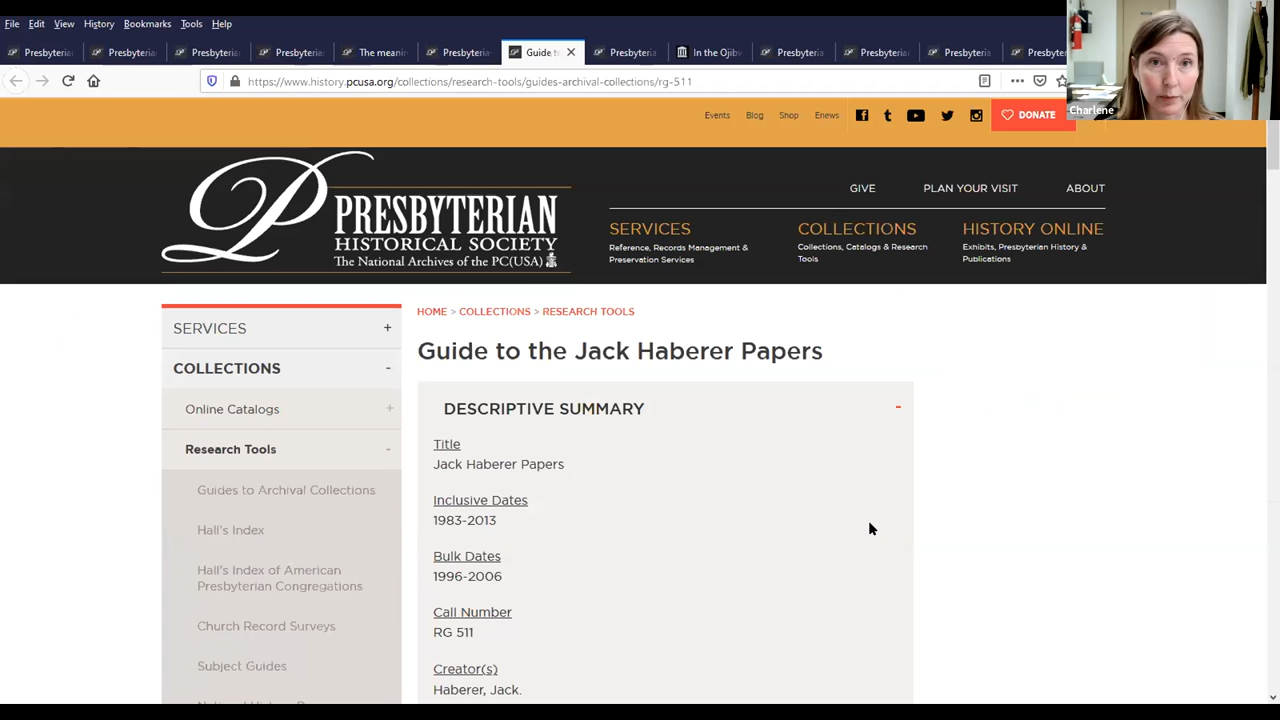 File Edit View History Bookmarks Tools Help
Presbyteria Presbyteria Presbyteria Presbyteria The meanin Presbyteria Guide to Presbyteria In the Ojib Presbyteria Presbyteria Presbyteria Presbyte
https://www.history.pcusa.org/collections/research-tools/guides-archival-collections/rg-511
Charlene
Events Blog Shop Enews DONATE
PRESBYTERIAN
HISTORICAL SOCIETY
The National Archives of the PC(USA)
GIVE PLAN YOUR VISIT ABOUT
SERVICES
Reference, Records Management &
Preservation Services
COLLECTIONS
Collections, Catalogs & Research
Tools
HISTORY ONLINE
Exhibits, Presbyterian History &
Publications
SERVICES +
COLLECTIONS -
Online Catalogs +
Research Tools -
Guides to Archival Collections
Hall's Index
Hall's Index of American
Presbyterian Congregations
Church Record Surveys
Subject Guides
HOME > COLLECTIONS > RESEARCH TOOLS
Guide to the Jack Haberer Papers
DESCRIPTIVE SUMMARY -
Title
Jack Haberer Papers
Inclusive Dates
1983-2013
Bulk Dates
1996-2006
Call Number
RG 511
Creator(s)
Haberer, Jack.